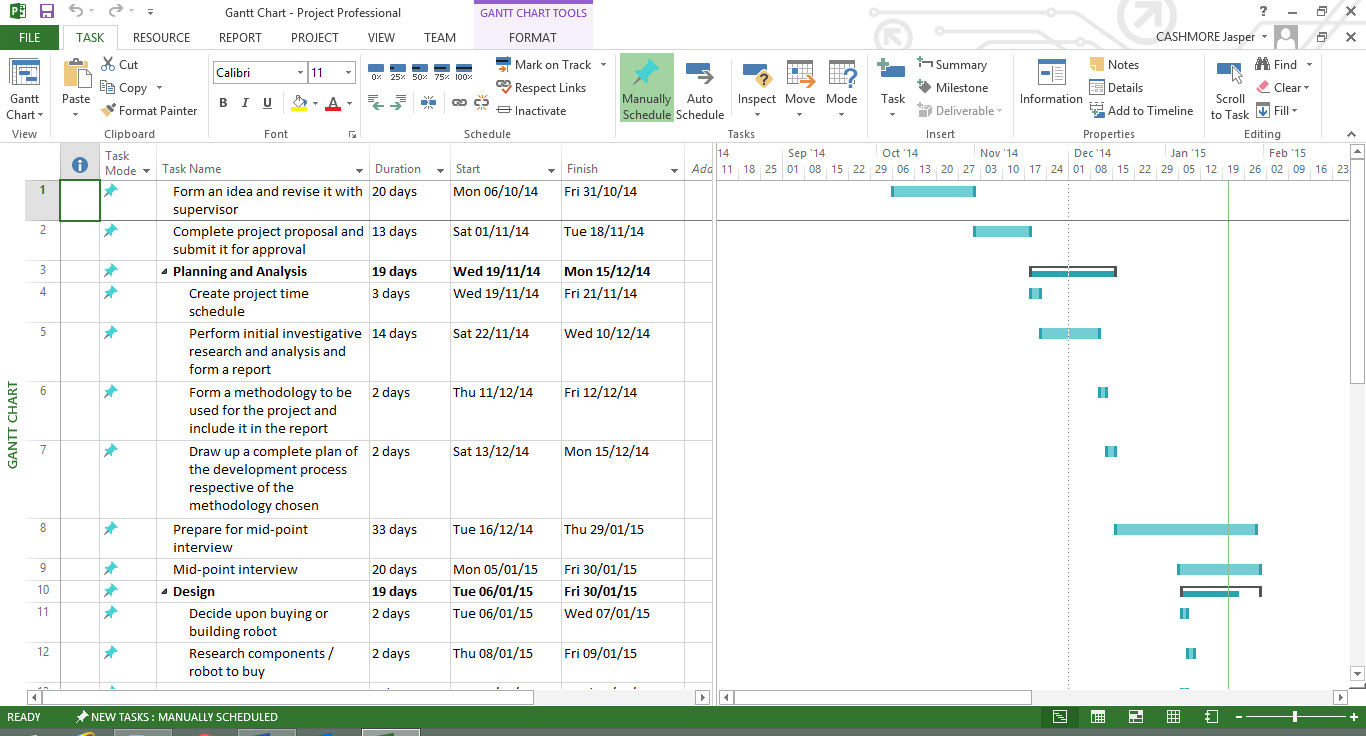 Gantt Chart - Project Professional
GANTT CHART TOOLS
?
FILE TASK RESOURCE REPORT PROJECT VIEW TEAM FORMAT
CASHMORE Jasper
Gantt Chart
View
Paste
Cut
Copy
Format Painter
Clipboard
Calibri 11
B I U A
Font
0% 25% 50% 75% 100%
Mark on Track
Respect Links
Inactivate
Schedule
Manually Schedule
Auto Schedule
Inspect
Move
Mode
Tasks
Task
Summary
Milestone
Deliverable
Insert
Information
Notes
Details
Add to Timeline
Properties
Scroll to Task
Find
Clear
Fill
Editing
Task Mode Task Name Duration Start Finish Add
14 Sep '14 Oct '14 Nov '14 Dec '14 Jan '15 Feb '15
11 18 25 01 08 15 22 29 06 13 20 27 03 10 17 24 01 08 15 22 29 05 12 19 26 02 09 16 23
GANTT CHART
1 Form an idea and revise it with 20 days Mon 06/10/14 Fri 31/10/14
supervisor
2 Complete project proposal and 13 days Sat 01/11/14 Tue 18/11/14
submit it for approval
3 Planning and Analysis 19 days Wed 19/11/14 Mon 15/12/14
4 Create project time 3 days Wed 19/11/14 Fri 21/11/14
schedule
5 Perform initial investigative 14 days Sat 22/11/14 Wed 10/12/14
research and analysis and
form a report
6 Form a methodology to be 2 days Thu 11/12/14 Fri 12/12/14
used for the project and
include it in the report
7 Draw up a complete plan of 2 days Sat 13/12/14 Mon 15/12/14
the development process
respective of the
methodology chosen
8 Prepare for mid-point 33 days Tue 16/12/14 Thu 29/01/15
interview
9 Mid-point interview 20 days Mon 05/01/15 Fri 30/01/15
10 Design 19 days Tue 06/01/15 Fri 30/01/15
11 Decide upon buying or 2 days Tue 06/01/15 Wed 07/01/15
building robot
12 Research components / 2 days Thu 08/01/15 Fri 09/01/15
robot to buy
READY NEW TASKS : MANUALLY SCHEDULED